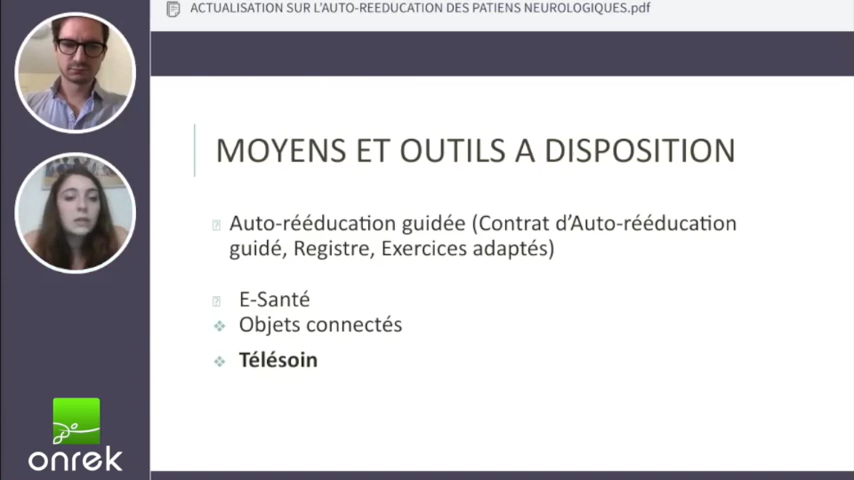 ACTUALISATION SUR L'AUTO-REEDUCATION DES PATIENS NEUROLOGIQUES.pdf
MOYENS ET OUTILS A DISPOSITION
Auto-rééducation guidée (Contrat d'Auto-rééducation
guidé, Registre, Exercices adaptés)
E-Santé
Objets connectés
Télésoin
onrek